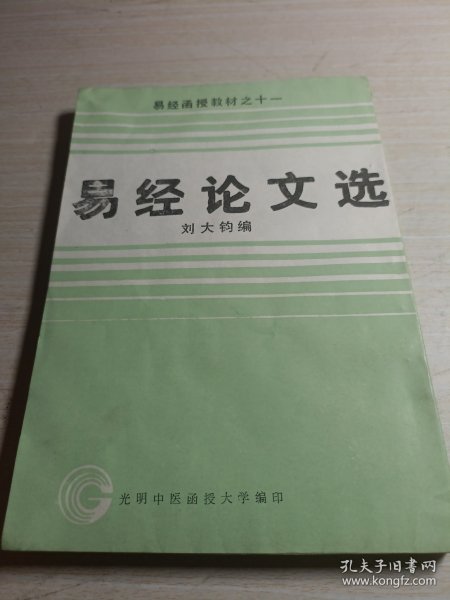 易经函授教材之十一
易经论文选
刘大钧编
光明中医函授大学编印
孔夫子旧书网
www.kongfz.com